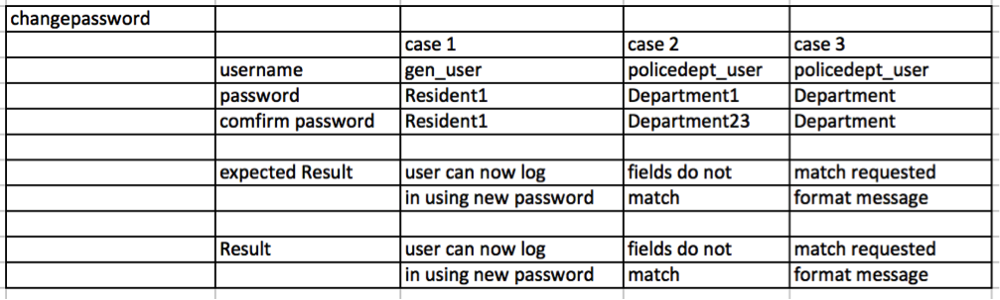 changepassword
case 1 case 2 case 3
username gen_user policedept_user policedept_user
password Resident1 Department1 Department
comfirm password Resident1 Department23 Department
expected Result user can now log fields do not match requested
in using new password match format message
Result user can now log fields do not match requested
in using new password match format message